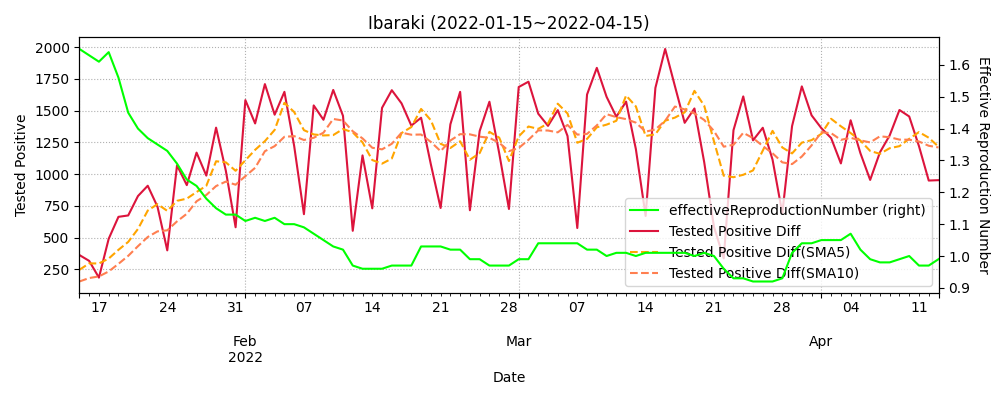 Ibaraki (2022-01-15~2022-04-15)
Tested Positive
2000
1750
1500
1250
1000
750
500
250
1.6
1.5
1.4
1.3
1.2
1.1
1.0
0.9
Effective Reproduction Number
effectiveReproductionNumber (right)
Tested Positive Diff
Tested Positive Diff(SMA5)
Tested Positive Diff(SMA10)
17 24 31 07 14 21 28 07 14 21 28 04 11
Feb Mar Apr
2022
Date